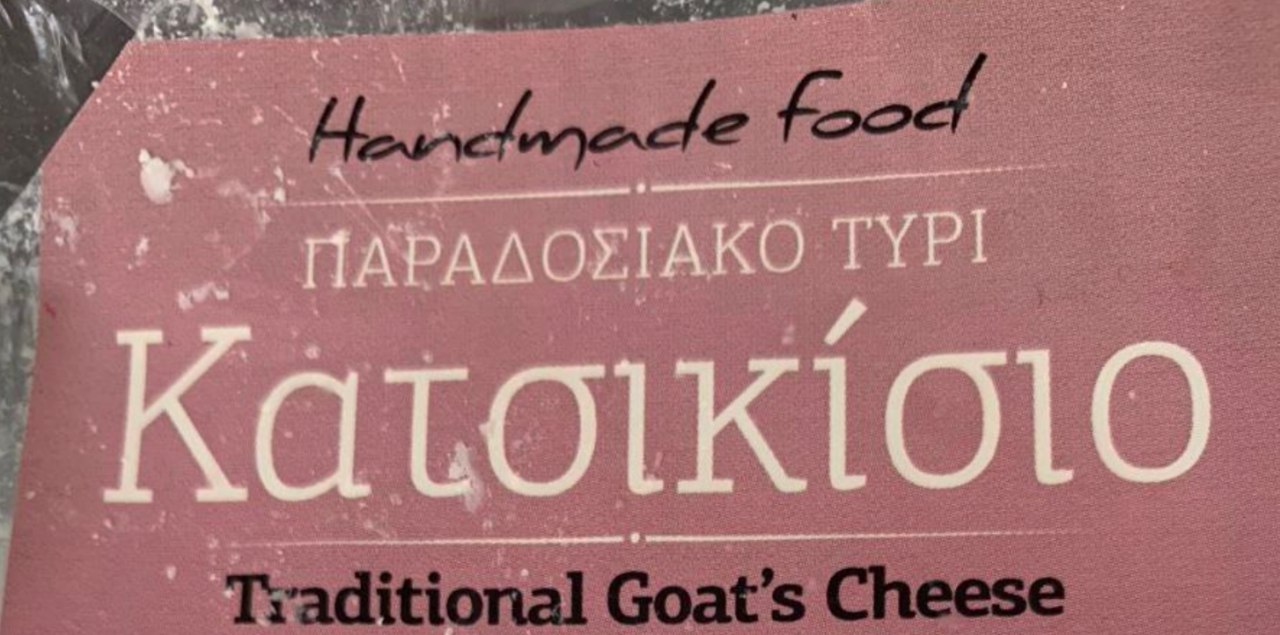 Handmade food
ΠΑΡΑΔΟΣΙΑΚΟ ΤΥΡΙ
Κατσικίσιο
Traditional Goat's Cheese